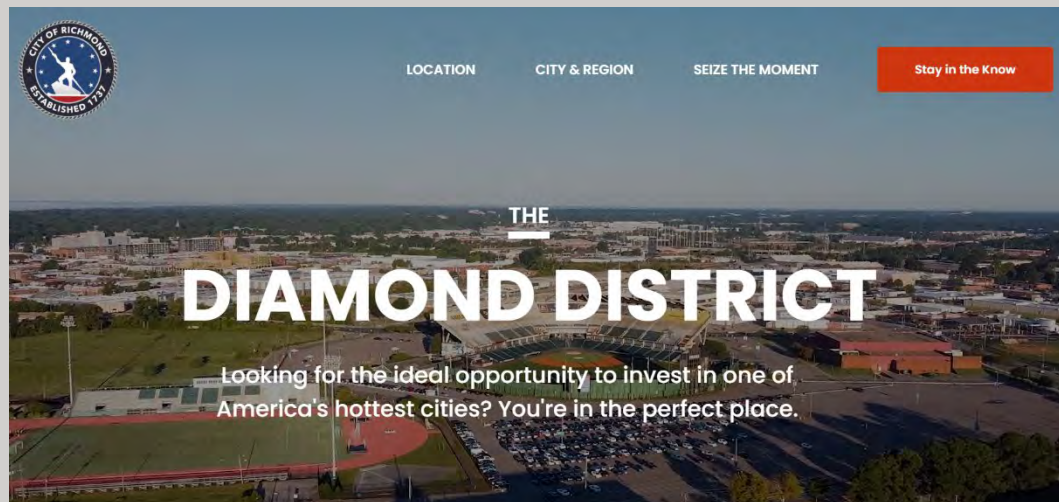 CITY OF RICHMOND
ESTABLISHED 1737
LOCATION
CITY & REGION
SEIZE THE MOMENT
Stay in the Know
THE
DIAMOND DISTRICT
Looking for the ideal opportunity to invest in one of
America's hottest cities? You're in the perfect place.